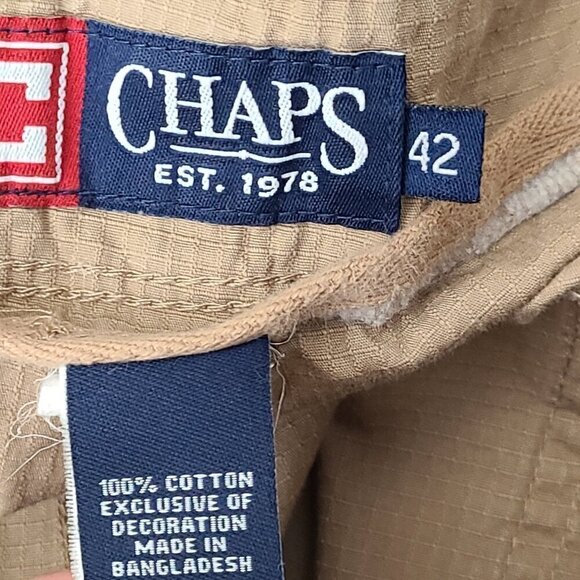 C
CHAPS
EST. 1978
42
100% COTTON
EXCLUSIVE OF
DECORATION
MADE IN
BANGLADESH